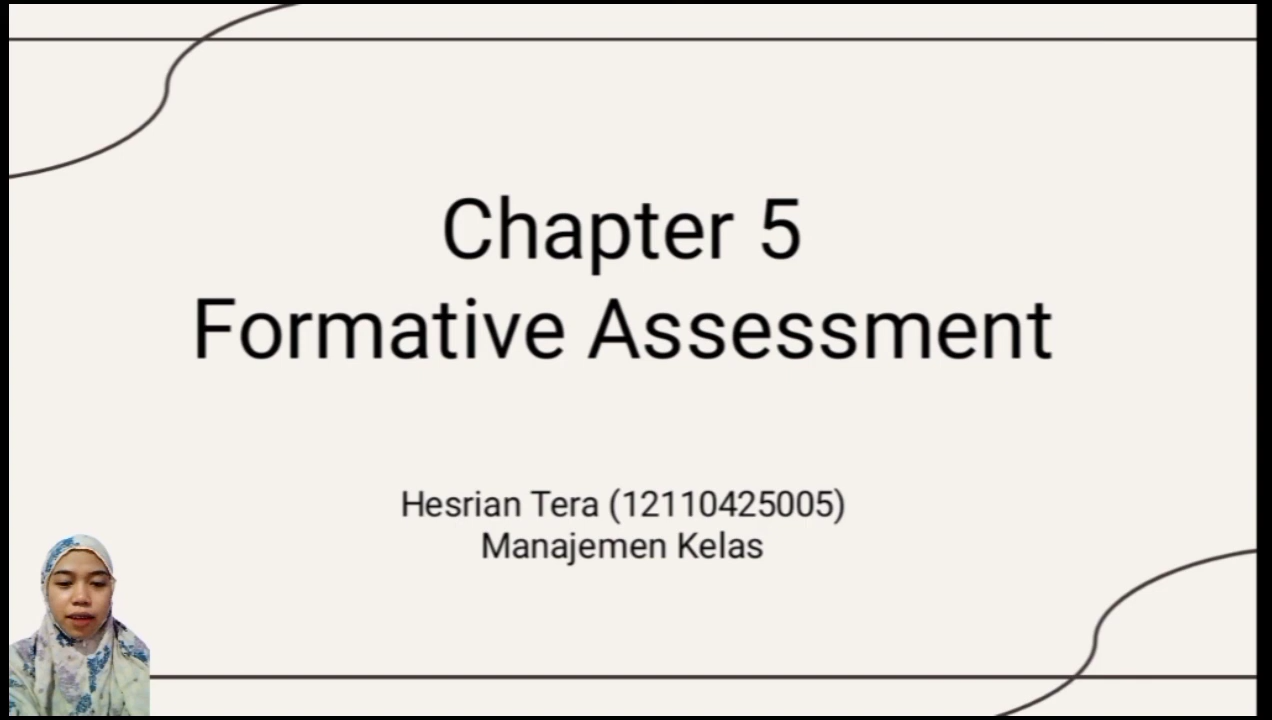 Chapter 5
Formative Assessment
Hesrian Tera (12110425005)
Manajemen Kelas